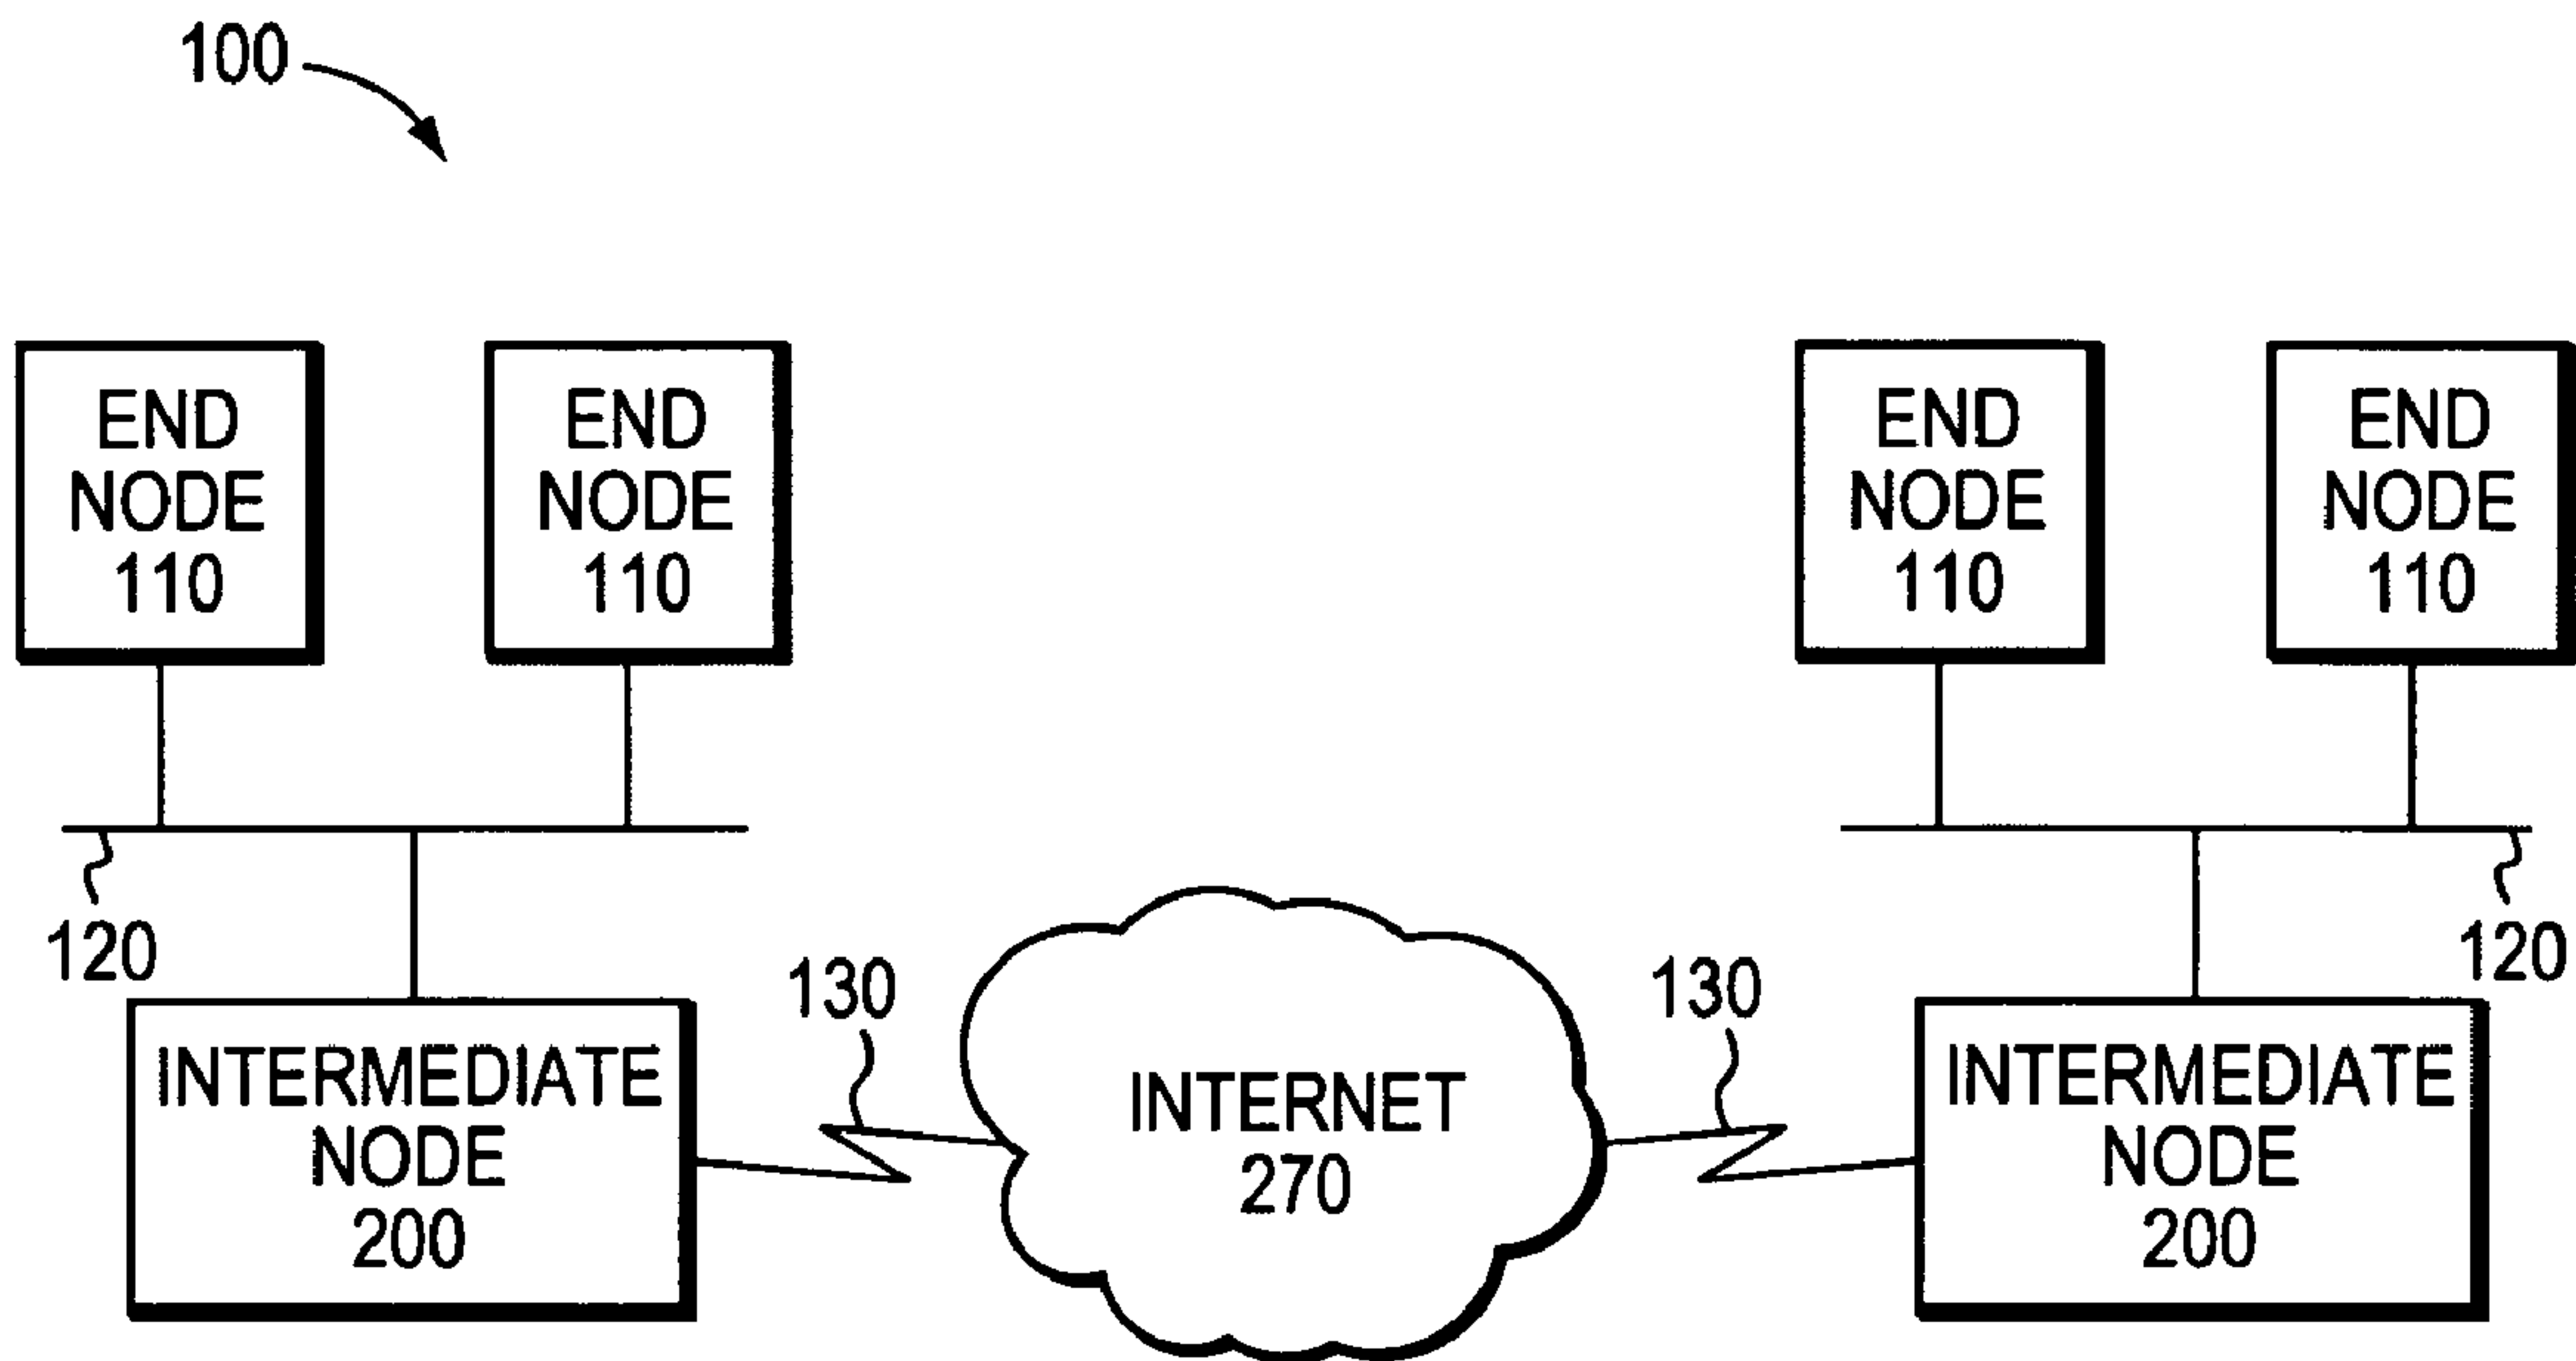 100
END
NODE
110
END
NODE
110
END
NODE
110
END
NODE
110
120
120
130
130
INTERMEDIATE
NODE
200
INTERNET
270
INTERMEDIATE
NODE
200